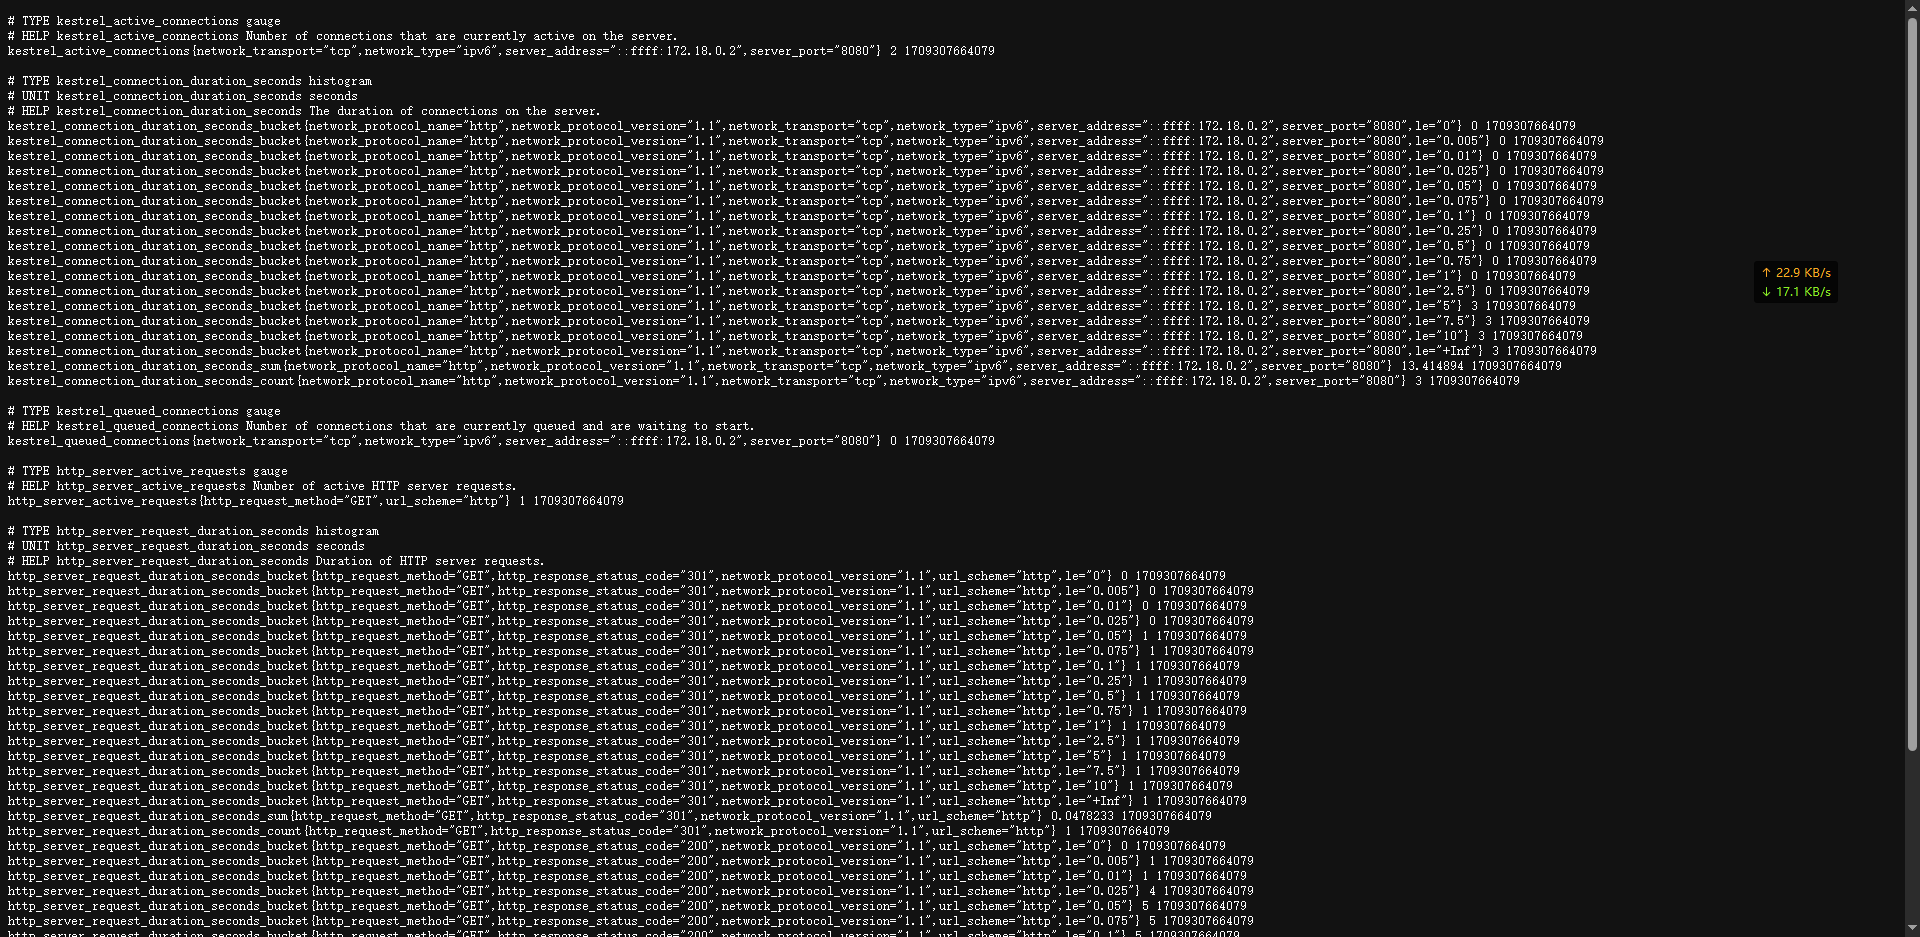 # TYPE kestrel_active_connections gauge
# HELP kestrel_active_connections Number of connections that are currently active on the server.
kestrel_active_connections{network_transport="tcp",network_type="ipv6",server_address="::ffff:172.18.0.2",server_port="8080"} 2 1709307664079
# TYPE kestrel_connection_duration_seconds histogram
# UNIT kestrel_connection_duration_seconds seconds
# HELP kestrel_connection_duration_seconds The duration of connections on the server.
kestrel_connection_duration_seconds_bucket{network_protocol_name="http",network_protocol_version="1.1",network_transport="tcp",network_type="ipv6",server_address="::ffff:172.18.0.2",server_port="8080",le="0"} 0 1709307664079
kestrel_connection_duration_seconds_bucket{network_protocol_name="http",network_protocol_version="1.1",network_transport="tcp",network_type="ipv6",server_address="::ffff:172.18.0.2",server_port="8080",le="0.005"} 0 1709307664079
kestrel_connection_duration_seconds_bucket{network_protocol_name="http",network_protocol_version="1.1",network_transport="tcp",network_type="ipv6",server_address="::ffff:172.18.0.2",server_port="8080",le="0.01"} 0 1709307664079
kestrel_connection_duration_seconds_bucket{network_protocol_name="http",network_protocol_version="1.1",network_transport="tcp",network_type="ipv6",server_address="::ffff:172.18.0.2",server_port="8080",le="0.025"} 0 1709307664079
kestrel_connection_duration_seconds_bucket{network_protocol_name="http",network_protocol_version="1.1",network_transport="tcp",network_type="ipv6",server_address="::ffff:172.18.0.2",server_port="8080",le="0.05"} 0 1709307664079
kestrel_connection_duration_seconds_bucket{network_protocol_name="http",network_protocol_version="1.1",network_transport="tcp",network_type="ipv6",server_address="::ffff:172.18.0.2",server_port="8080",le="0.075"} 0 1709307664079
kestrel_connection_duration_seconds_bucket{network_protocol_name="http",network_protocol_version="1.1",network_transport="tcp",network_type="ipv6",server_address="::ffff:172.18.0.2",server_port="8080",le="0.1"} 0 1709307664079
kestrel_connection_duration_seconds_bucket{network_protocol_name="http",network_protocol_version="1.1",network_transport="tcp",network_type="ipv6",server_address="::ffff:172.18.0.2",server_port="8080",le="0.25"} 0 1709307664079
kestrel_connection_duration_seconds_bucket{network_protocol_name="http",network_protocol_version="1.1",network_transport="tcp",network_type="ipv6",server_address="::ffff:172.18.0.2",server_port="8080",le="0.5"} 0 1709307664079
kestrel_connection_duration_seconds_bucket{network_protocol_name="http",network_protocol_version="1.1",network_transport="tcp",network_type="ipv6",server_address="::ffff:172.18.0.2",server_port="8080",le="0.75"} 0 1709307664079
kestrel_connection_duration_seconds_bucket{network_protocol_name="http",network_protocol_version="1.1",network_transport="tcp",network_type="ipv6",server_address="::ffff:172.18.0.2",server_port="8080",le="1"} 0 1709307664079
↑ 22.9 KB/s
kestrel_connection_duration_seconds_bucket{network_protocol_name="http",network_protocol_version="1.1",network_transport="tcp",network_type="ipv6",server_address="::ffff:172.18.0.2",server_port="8080",le="2.5"} 0 1709307664079
↓ 17.1 KB/s
kestrel_connection_duration_seconds_bucket{network_protocol_name="http",network_protocol_version="1.1",network_transport="tcp",network_type="ipv6",server_address="::ffff:172.18.0.2",server_port="8080",le="5"} 3 1709307664079
kestrel_connection_duration_seconds_bucket{network_protocol_name="http",network_protocol_version="1.1",network_transport="tcp",network_type="ipv6",server_address="::ffff:172.18.0.2",server_port="8080",le="7.5"} 3 1709307664079
kestrel_connection_duration_seconds_bucket{network_protocol_name="http",network_protocol_version="1.1",network_transport="tcp",network_type="ipv6",server_address="::ffff:172.18.0.2",server_port="8080",le="10"} 3 1709307664079
kestrel_connection_duration_seconds_bucket{network_protocol_name="http",network_protocol_version="1.1",network_transport="tcp",network_type="ipv6",server_address="::ffff:172.18.0.2",server_port="8080",le="+Inf"} 3 1709307664079
kestrel_connection_duration_seconds_sum{network_protocol_name="http",network_protocol_version="1.1",network_transport="tcp",network_type="ipv6",server_address="::ffff:172.18.0.2",server_port="8080"} 13.414894 1709307664079
kestrel_connection_duration_seconds_count{network_protocol_name="http",network_protocol_version="1.1",network_transport="tcp",network_type="ipv6",server_address="::ffff:172.18.0.2",server_port="8080"} 3 1709307664079
# TYPE kestrel_queued_connections gauge
# HELP kestrel_queued_connections Number of connections that are currently queued and are waiting to start.
kestrel_queued_connections{network_transport="tcp",network_type="ipv6",server_address="::ffff:172.18.0.2",server_port="8080"} 0 1709307664079
# TYPE http_server_active_requests gauge
# HELP http_server_active_requests Number of active HTTP server requests.
http_server_active_requests{http_request_method="GET",url_scheme="http"} 1 1709307664079
# TYPE http_server_request_duration_seconds histogram
# UNIT http_server_request_duration_seconds seconds
# HELP http_server_request_duration_seconds Duration of HTTP server requests.
http_server_request_duration_seconds_bucket{http_request_method="GET",http_response_status_code="301",network_protocol_version="1.1",url_scheme="http",le="0"} 0 1709307664079
http_server_request_duration_seconds_bucket{http_request_method="GET",http_response_status_code="301",network_protocol_version="1.1",url_scheme="http",le="0.005"} 0 1709307664079
http_server_request_duration_seconds_bucket{http_request_method="GET",http_response_status_code="301",network_protocol_version="1.1",url_scheme="http",le="0.01"} 0 1709307664079
http_server_request_duration_seconds_bucket{http_request_method="GET",http_response_status_code="301",network_protocol_version="1.1",url_scheme="http",le="0.025"} 0 1709307664079
http_server_request_duration_seconds_bucket{http_request_method="GET",http_response_status_code="301",network_protocol_version="1.1",url_scheme="http",le="0.05"} 1 1709307664079
http_server_request_duration_seconds_bucket{http_request_method="GET",http_response_status_code="301",network_protocol_version="1.1",url_scheme="http",le="0.075"} 1 1709307664079
http_server_request_duration_seconds_bucket{http_request_method="GET",http_response_status_code="301",network_protocol_version="1.1",url_scheme="http",le="0.1"} 1 1709307664079
http_server_request_duration_seconds_bucket{http_request_method="GET",http_response_status_code="301",network_protocol_version="1.1",url_scheme="http",le="0.25"} 1 1709307664079
http_server_request_duration_seconds_bucket{http_request_method="GET",http_response_status_code="301",network_protocol_version="1.1",url_scheme="http",le="0.5"} 1 1709307664079
http_server_request_duration_seconds_bucket{http_request_method="GET",http_response_status_code="301",network_protocol_version="1.1",url_scheme="http",le="0.75"} 1 1709307664079
http_server_request_duration_seconds_bucket{http_request_method="GET",http_response_status_code="301",network_protocol_version="1.1",url_scheme="http",le="1"} 1 1709307664079
http_server_request_duration_seconds_bucket{http_request_method="GET",http_response_status_code="301",network_protocol_version="1.1",url_scheme="http",le="2.5"} 1 1709307664079
http_server_request_duration_seconds_bucket{http_request_method="GET",http_response_status_code="301",network_protocol_version="1.1",url_scheme="http",le="5"} 1 1709307664079
http_server_request_duration_seconds_bucket{http_request_method="GET",http_response_status_code="301",network_protocol_version="1.1",url_scheme="http",le="7.5"} 1 1709307664079
http_server_request_duration_seconds_bucket{http_request_method="GET",http_response_status_code="301",network_protocol_version="1.1",url_scheme="http",le="10"} 1 1709307664079
http_server_request_duration_seconds_bucket{http_request_method="GET",http_response_status_code="301",network_protocol_version="1.1",url_scheme="http",le="+Inf"} 1 1709307664079
http_server_request_duration_seconds_sum{http_request_method="GET",http_response_status_code="301",network_protocol_version="1.1",url_scheme="http"} 0.0478233 1709307664079
http_server_request_duration_seconds_count{http_request_method="GET",http_response_status_code="301",network_protocol_version="1.1",url_scheme="http"} 1 1709307664079
http_server_request_duration_seconds_bucket{http_request_method="GET",http_response_status_code="200",network_protocol_version="1.1",url_scheme="http",le="0"} 0 1709307664079
http_server_request_duration_seconds_bucket{http_request_method="GET",http_response_status_code="200",network_protocol_version="1.1",url_scheme="http",le="0.005"} 1 1709307664079
http_server_request_duration_seconds_bucket{http_request_method="GET",http_response_status_code="200",network_protocol_version="1.1",url_scheme="http",le="0.01"} 1 1709307664079
http_server_request_duration_seconds_bucket{http_request_method="GET",http_response_status_code="200",network_protocol_version="1.1",url_scheme="http",le="0.025"} 4 1709307664079
http_server_request_duration_seconds_bucket{http_request_method="GET",http_response_status_code="200",network_protocol_version="1.1",url_scheme="http",le="0.05"} 5 1709307664079
http_server_request_duration_seconds_bucket{http_request_method="GET",http_response_status_code="200",network_protocol_version="1.1",url_scheme="http",le="0.075"} 5 1709307664079
http_server_request_duration_seconds_bucket{http_request_method="GET",http_response_status_code="200",network_protocol_version="1.1",url_scheme="http",le="0.1"} 5 1709307664079